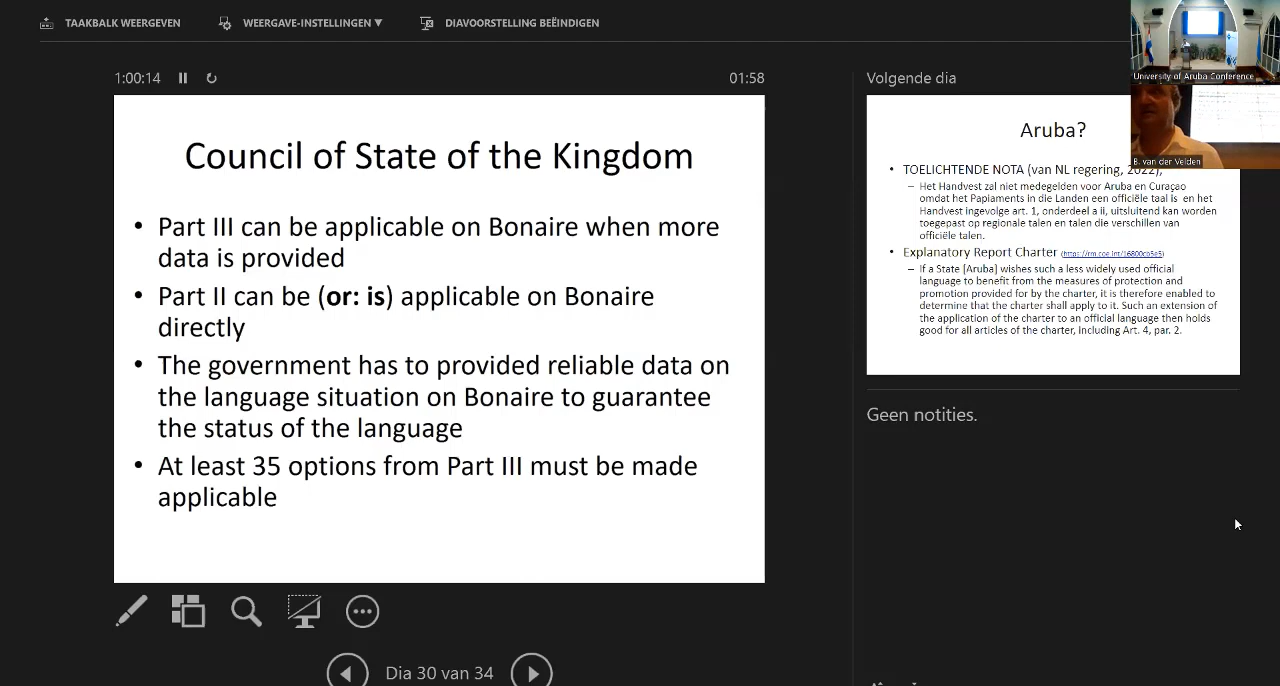 TAAKBALK WEERGEVEN
WEERGAVE-INSTELLINGEN ▼
DIAVOORSTELLING BEËINDIGEN
1:00:14
01:58
Council of State of the Kingdom
• Part III can be applicable on Bonaire when more
data is provided
• Part II can be (or: is) applicable on Bonaire
directly
• The government has to provided reliable data on
the language situation on Bonaire to guarantee
the status of the language
• At least 35 options from Part III must be made
applicable
Dia 30 van 34
Volgende dia
University of Aruba Conference
B. van der Velden
Aruba?
• TOELICHTENDE NOTA (van NL regering, 2022),
– Het Handvest zal niet medegelden voor Aruba en Curaçao
omdat het Papiaments in die Landen een officiële taal is en het
Handvest ingevolge art. 1, onderdeel a ii, uitsluitend kan worden
toegepast op regionale talen en talen die verschillen van
officiële talen.
• Explanatory Report Charter (https://rm.coe.int/16800cb5e5)
– If a State [Aruba] wishes such a less widely used official
language to benefit from the measures of protection and
promotion provided for by the charter, it is therefore enabled to
determine that the charter shall apply to it. Such an extension of
the application of the charter to an official language then holds
good for all articles of the charter, including Art. 4, par. 2.
Geen notities.